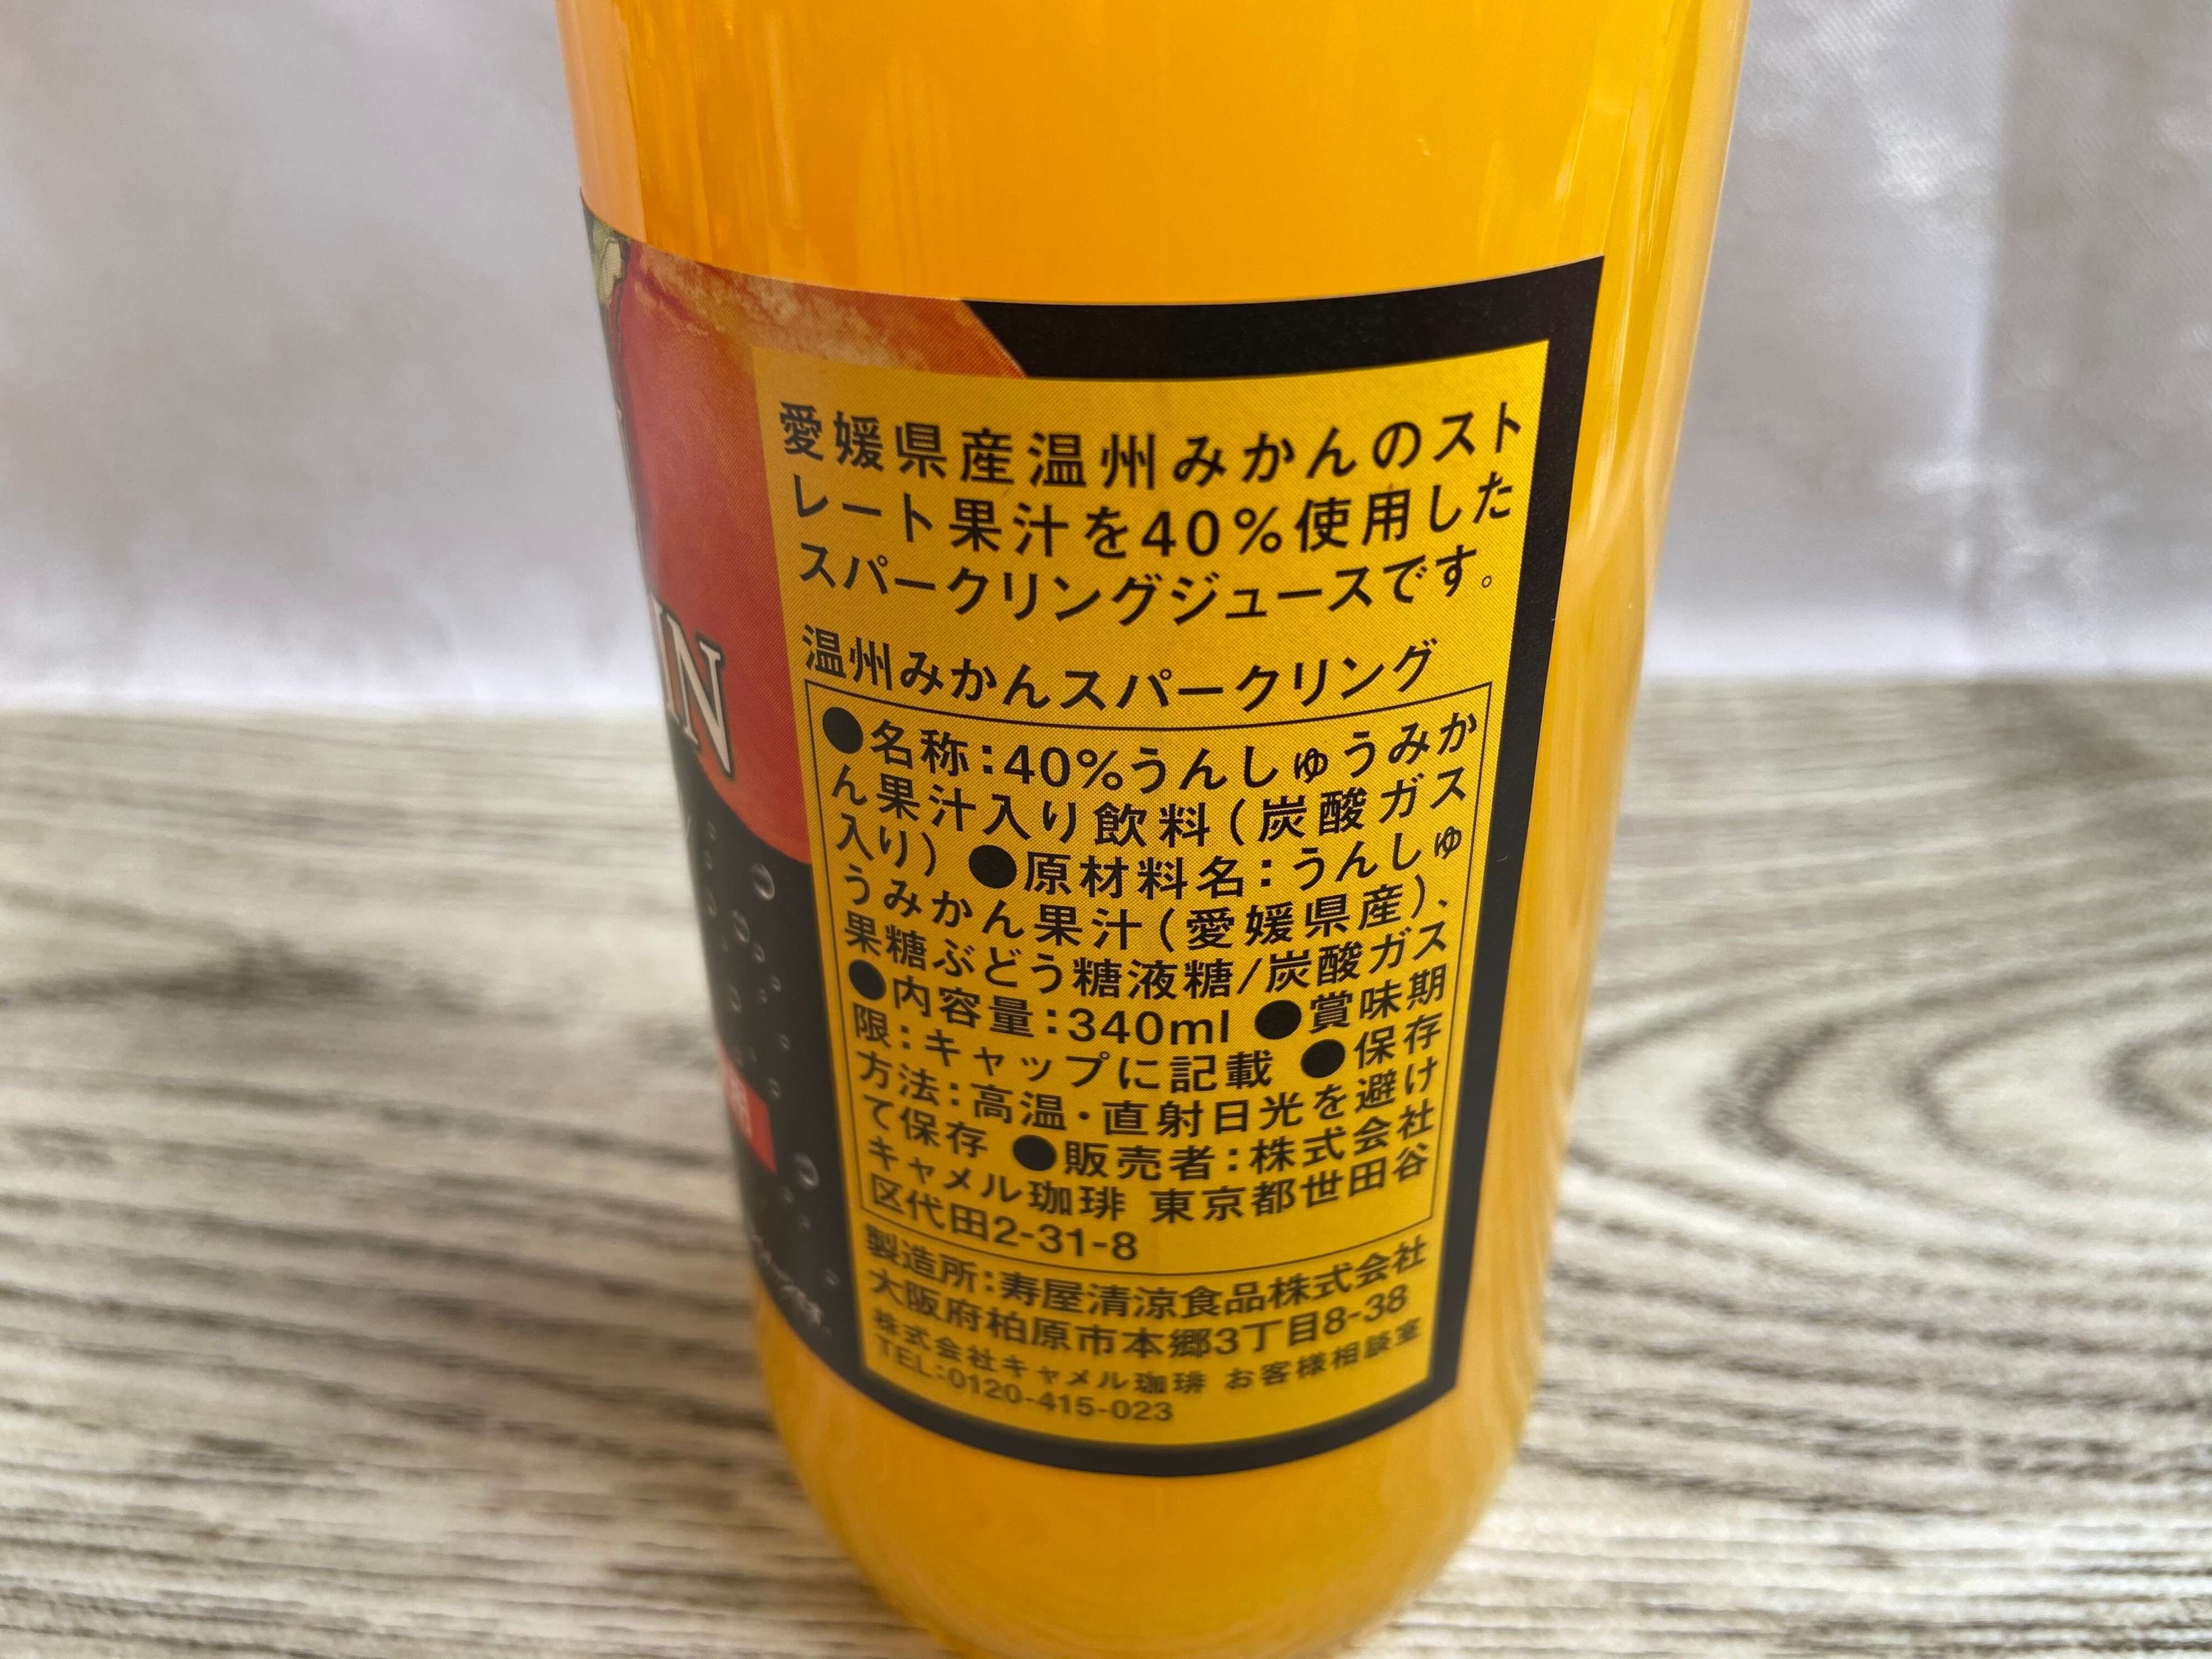 愛媛県産温州みかんのスト
レート果汁を40%使用した
スパークリングジュースです。
温州みかんスパークリング
●名称:40%うんしゅうみか
ん果汁入り飲料(炭酸ガス
入り) ●原材料名:うんしゅ
うみかん果汁(愛媛県産)、
果糖ぶどう糖液糖/炭酸ガス
●内容量:340ml ●賞味期
限:キャップに記載 ●保存
方法:高温・直射日光を避け
て保存 ●販売者:株式会社
キャメル珈琲 東京都世田谷
区代田2-31-8
製造所:寿屋清涼食品株式会社
大阪府柏原市本郷3丁目8-38
株式会社キャメル珈琲 お客様相談室
TEL:0120-415-023
IN